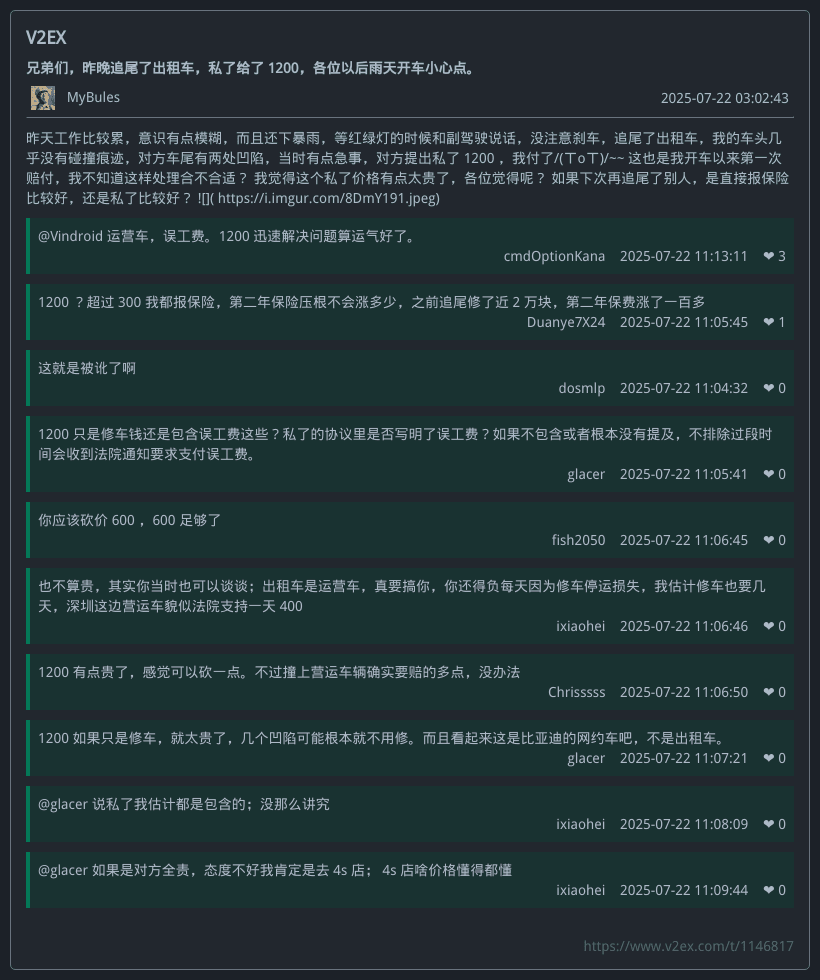 V2EX
兄弟们，昨晚追尾了出租车，私了给了 1200，各位以后雨天开车小心点。
MyBules
2025-07-22 03:02:43
昨天工作比较累，意识有点模糊，而且还下暴雨，等红绿灯的时候和副驾驶说话，没注意刹车，追尾了出租车，我的车头几
乎没有碰撞痕迹，对方车尾有两处凹陷，当时有点急事，对方提出私了 1200 ，我付了/(ㄒoㄒ)/~~ 这也是我开车以来第一次
赔付，我不知道这样处理合不合适？ 我觉得这个私了价格有点太贵了，各位觉得呢？ 如果下次再追尾了别人，是直接报保险
比较好，还是私了比较好？ ![]( https://i.imgur.com/8DmY191.jpeg)
@Vindroid 运营车，误工费。1200 迅速解决问题算运气好了。
cmdOptionKana 2025-07-22 11:13:11 ❤ 3
1200 ？超过 300 我都报保险，第二年保险压根不会涨多少，之前追尾修了近 2 万块，第二年保费涨了一百多
Duanye7X24 2025-07-22 11:05:45 ❤ 1
这就是被讹了啊
dosmlp 2025-07-22 11:04:32 ❤ 0
1200 只是修车钱还是包含误工费这些？私了的协议里是否写明了误工费？如果不包含或者根本没有提及，不排除过段时
间会收到法院通知要求支付误工费。
glacer 2025-07-22 11:05:41 ❤ 0
你应该砍价 600 ，600 足够了
fish2050 2025-07-22 11:06:45 ❤ 0
也不算贵，其实你当时也可以谈谈；出租车是运营车，真要搞你，你还得负每天因为修车停运损失，我估计修车也要几
天，深圳这边营运车貌似法院支持一天 400
ixiaohei 2025-07-22 11:06:46 ❤ 0
1200 有点贵了，感觉可以砍一点。不过撞上营运车辆确实要赔的多点，没办法
Chrisssss 2025-07-22 11:06:50 ❤ 0
1200 如果只是修车，就太贵了，几个凹陷可能根本就不用修。而且看起来这是比亚迪的网约车吧，不是出租车。
glacer 2025-07-22 11:07:21 ❤ 0
@glacer 说私了我估计都是包含的；没那么讲究
ixiaohei 2025-07-22 11:08:09 ❤ 0
@glacer 如果是对方全责，态度不好我肯定是去 4s 店； 4s 店啥价格懂得都懂
ixiaohei 2025-07-22 11:09:44 ❤ 0
https://www.v2ex.com/t/1146817